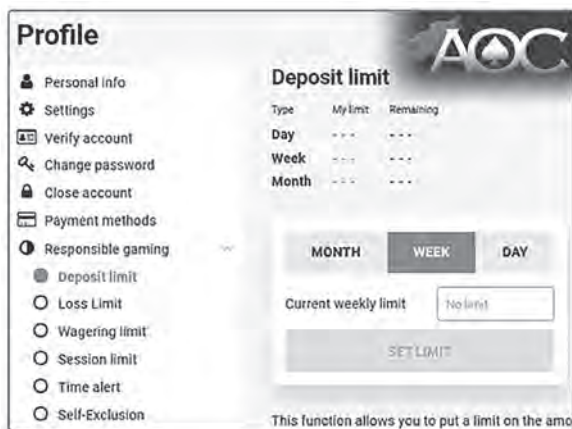 Profile
AOC
Personal info
Settings
Verify account
Change password
Close account
Payment methods
Responsible gaming
Deposit limit
Loss Limit
Wagering limit
Session limit
Time alert
Self-Exclusion
Deposit limit
Type My limit Remaining
Day --- ---
Week --- ---
Month --- ---
MONTH WEEK DAY
Current weekly limit No limit
SET LIMIT
This function allows you to put a limit on the amo